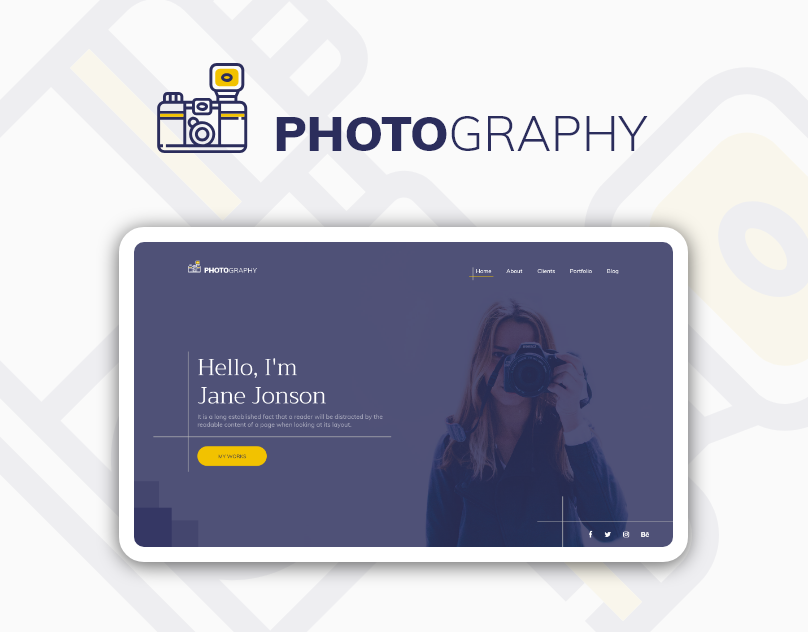 PHOTOGRAPHY
PHOTOGRAPHY
Home About Clients Portfolio Blog
Hello, I'm
Jane Jonson
It is a long established fact that a reader will be distracted by the
readable content of a page when looking at its layout.
MY WORKS
Bē